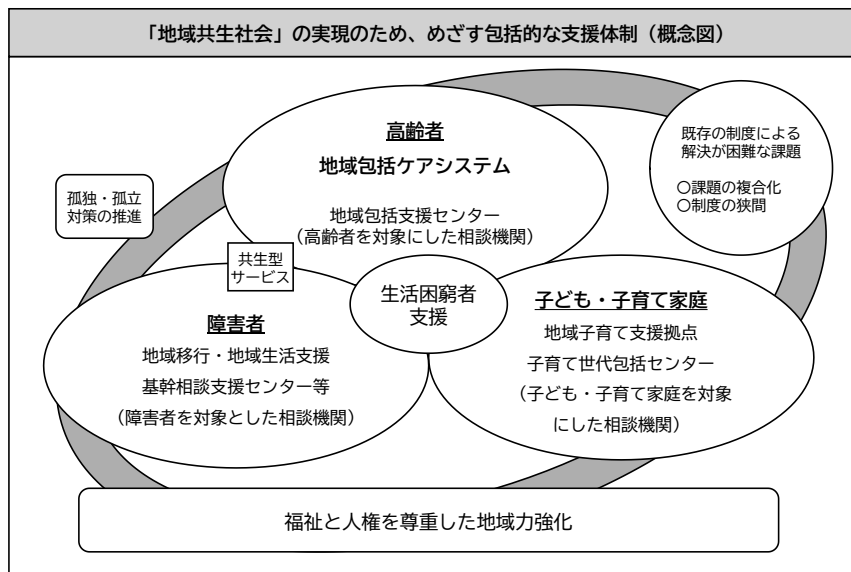 「地域共生社会」の実現のため、めざす包括的な支援体制（概念図）
高齢者
地域包括ケアシステム
地域包括支援センター
（高齢者を対象にした相談機関）
既存の制度による
解決が困難な課題
○課題の複合化
○制度の狭間
孤独・孤立
対策の推進
共生型
サービス
生活困窮者
支援
障害者
地域移行・地域生活支援
基幹相談支援センター等
（障害者を対象とした相談機関）
子ども・子育て家庭
地域子育て支援拠点
子育て世代包括センター
（子ども・子育て家庭を対象
にした相談機関）
福祉と人権を尊重した地域力強化